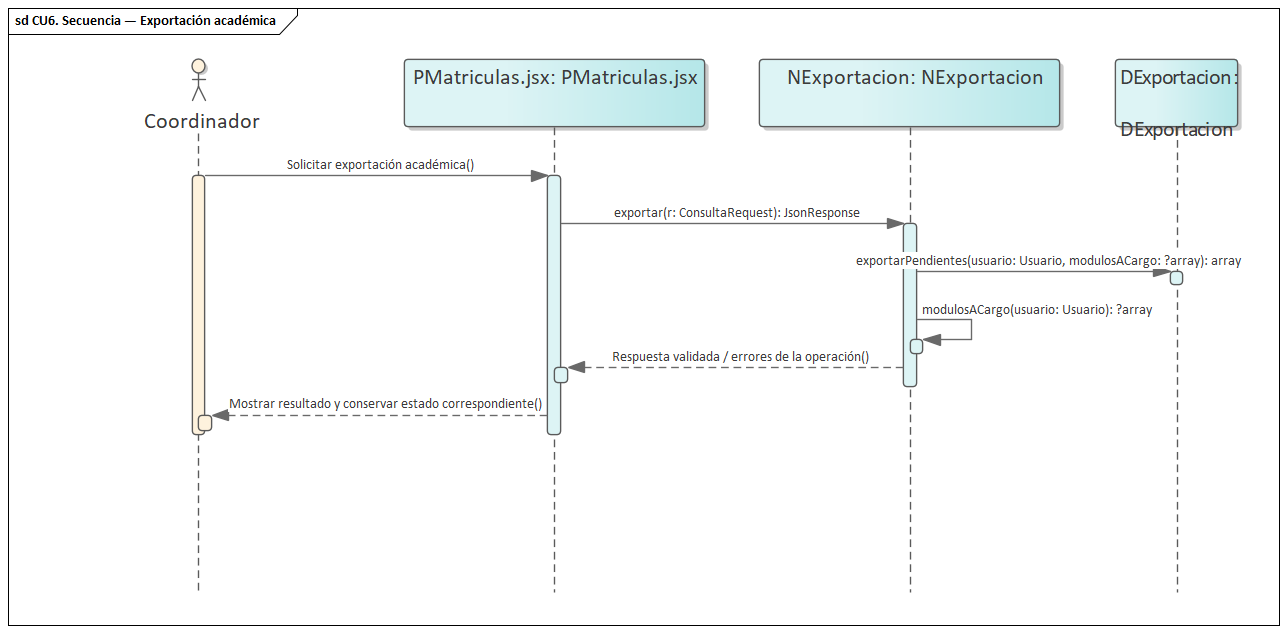 sd CU6. Secuencia — Exportación académica
Coordinador
PMatriculas.jsx: PMatriculas.jsx
NExportacion: NExportacion
DExportacion:
DExportacion
Solicitar exportación académica()
exportar(r: ConsultaRequest): JsonResponse
exportarPendientes(usuario: Usuario, modulosACargo: ?array): array
modulosACargo(usuario: Usuario): ?array
Respuesta validada / errores de la operación()
Mostrar resultado y conservar estado correspondiente()